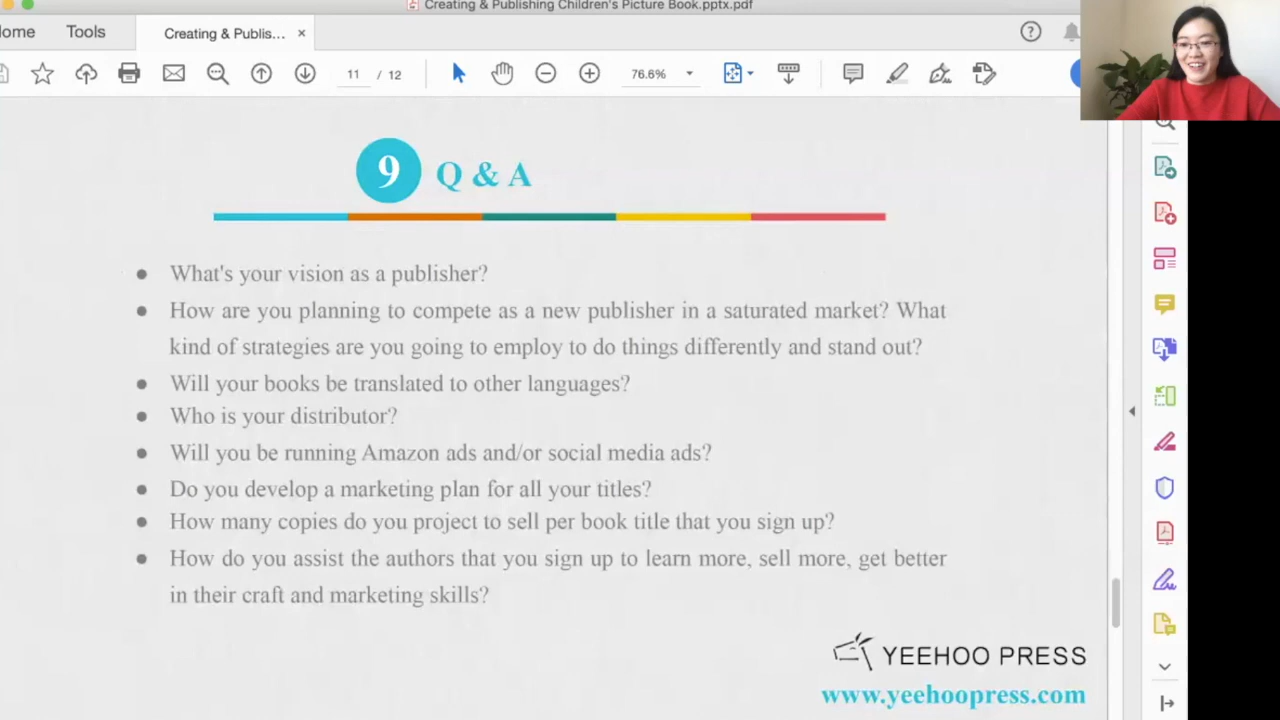 Creating & Publishing Children's Picture Book.pptx.pdf
Home
Tools
Creating & Publis... ×
?
11 / 12
76.6%
9 Q & A
● What's your vision as a publisher?
● How are you planning to compete as a new publisher in a saturated market? What
kind of strategies are you going to employ to do things differently and stand out?
● Will your books be translated to other languages?
● Who is your distributor?
● Will you be running Amazon ads and/or social media ads?
● Do you develop a marketing plan for all your titles?
● How many copies do you project to sell per book title that you sign up?
● How do you assist the authors that you sign up to learn more, sell more, get better
in their craft and marketing skills?
YEEHOO PRESS
www.yeehoopress.com